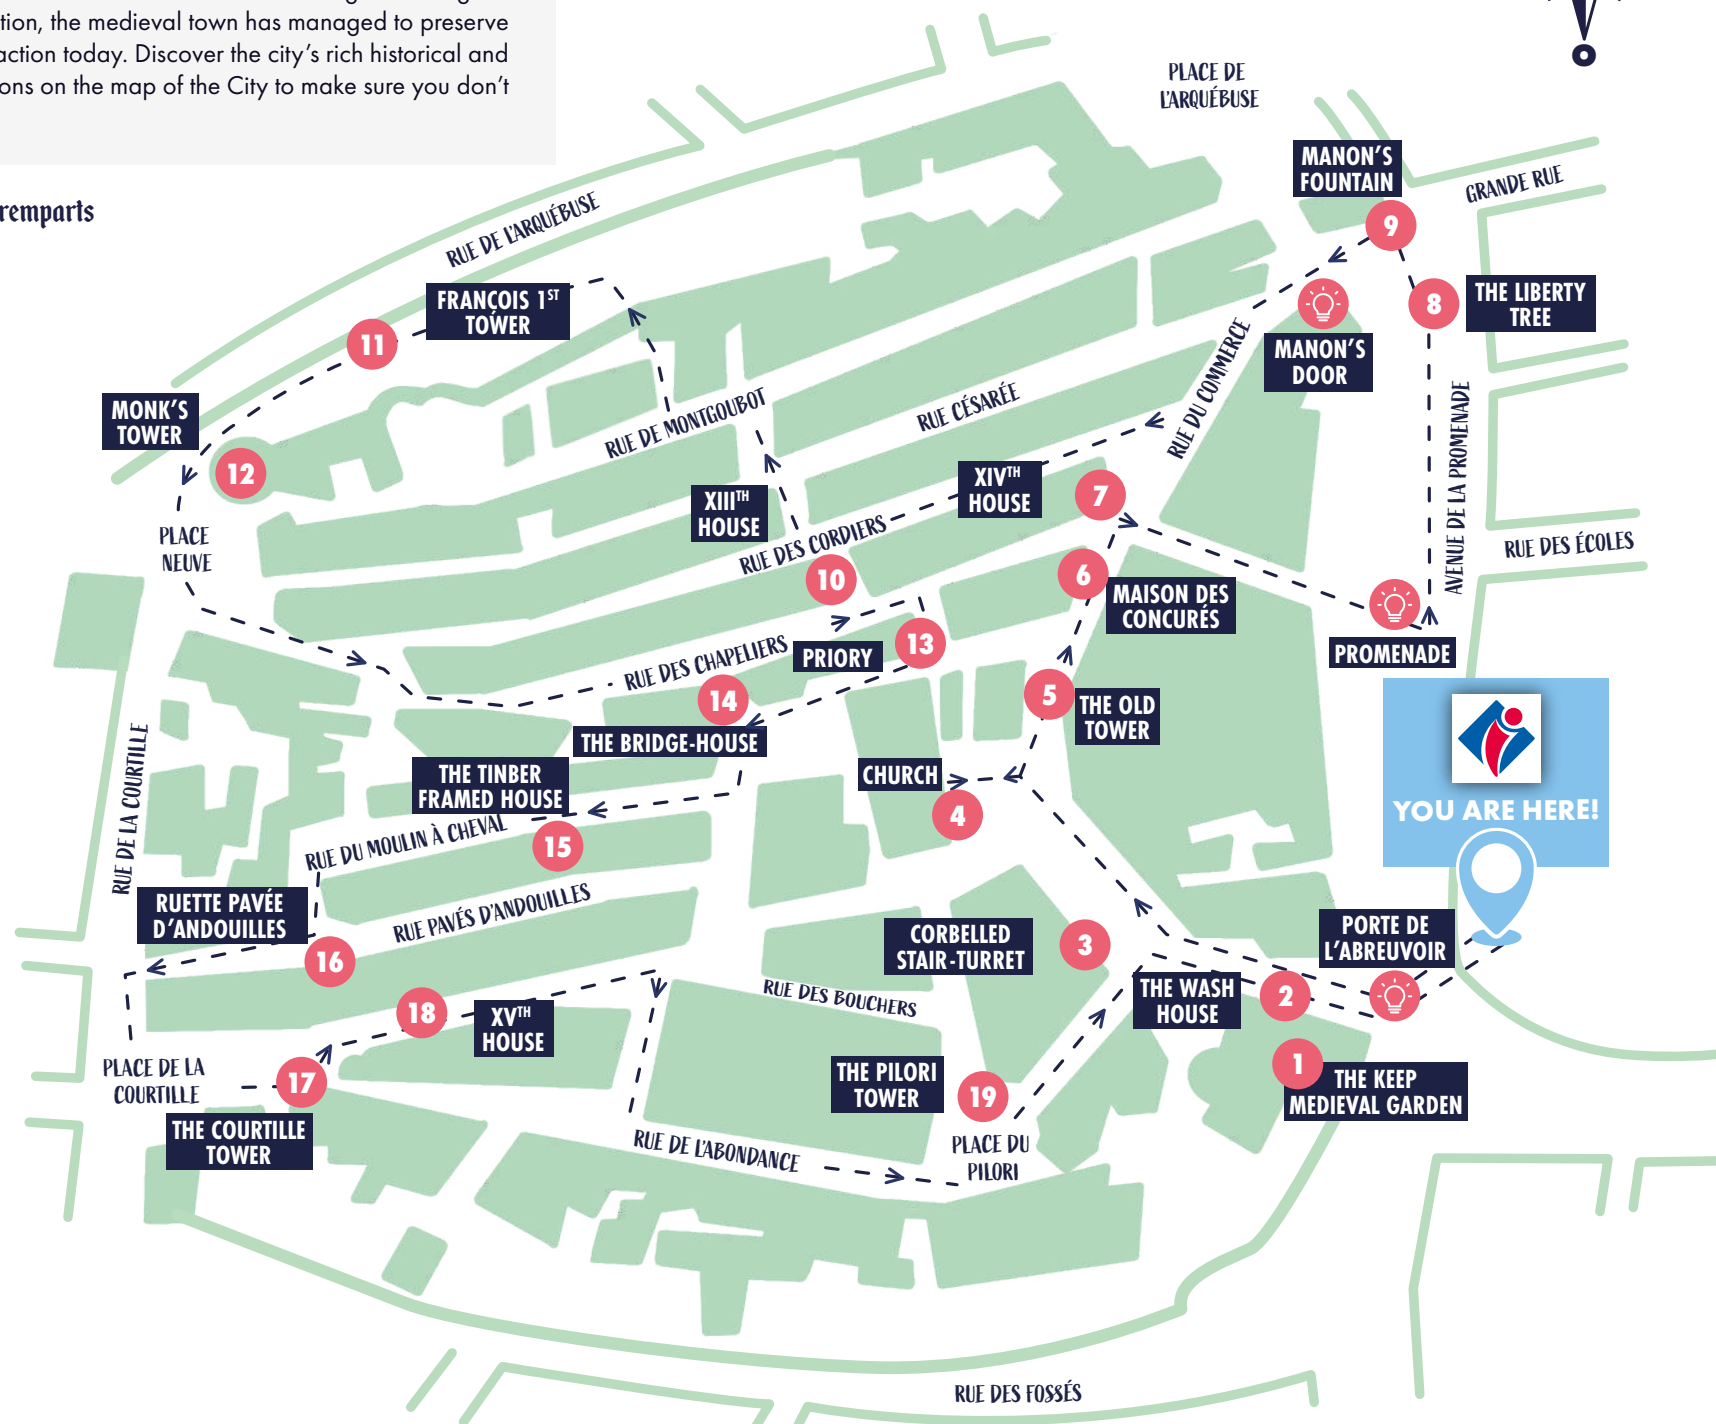 tion, the medieval town has managed to preserve
action today. Discover the city's rich historical and
ons on the map of the City to make sure you don't
remparts
PLACE DE
L'ARQUÉBUSE
MANON'S
FOUNTAIN
GRANDE RUE
9
RUE DE L'ARQUÉBUSE
FRANÇOIS 1ST
TOWER
8
THE LIBERTY
TREE
11
MANON'S
DOOR
RUE DU COMMERCE
MONK'S
TOWER
RUE DE MONTGOUBOT
RUE CÉSARÉE
AVENUE DE LA PROMENADE
12
XIIITH
HOUSE
XIVTH
HOUSE
7
PLACE
NEUVE
RUE DES CORDIERS
RUE DES ÉCOLES
10
6
MAISON DES
CONCURÉS
PROMENADE
13
PRIORY
RUE DES CHAPELIERS
14
5
THE OLD
TOWER
THE BRIDGE-HOUSE
RUE DE LA COURTILLE
THE TINBER
FRAMED HOUSE
CHURCH
4
YOU ARE HERE!
RUE DU MOULIN À CHEVAL
15
RUETTE PAVÉE
D'ANDOUILLES
RUE PAVÉS D'ANDOUILLES
16
CORBELLED
STAIR-TURRET
3
PORTE DE
L'ABREUVOIR
THE WASH
HOUSE
2
RUE DES BOUCHERS
18
XVTH
HOUSE
1
THE KEEP
MEDIEVAL GARDEN
PLACE DE LA
COURTILLE
17
THE PILORI
TOWER
19
THE COURTILLE
TOWER
RUE DE L'ABONDANCE
PLACE DU
PILORI
RUE DES FOSSÉS